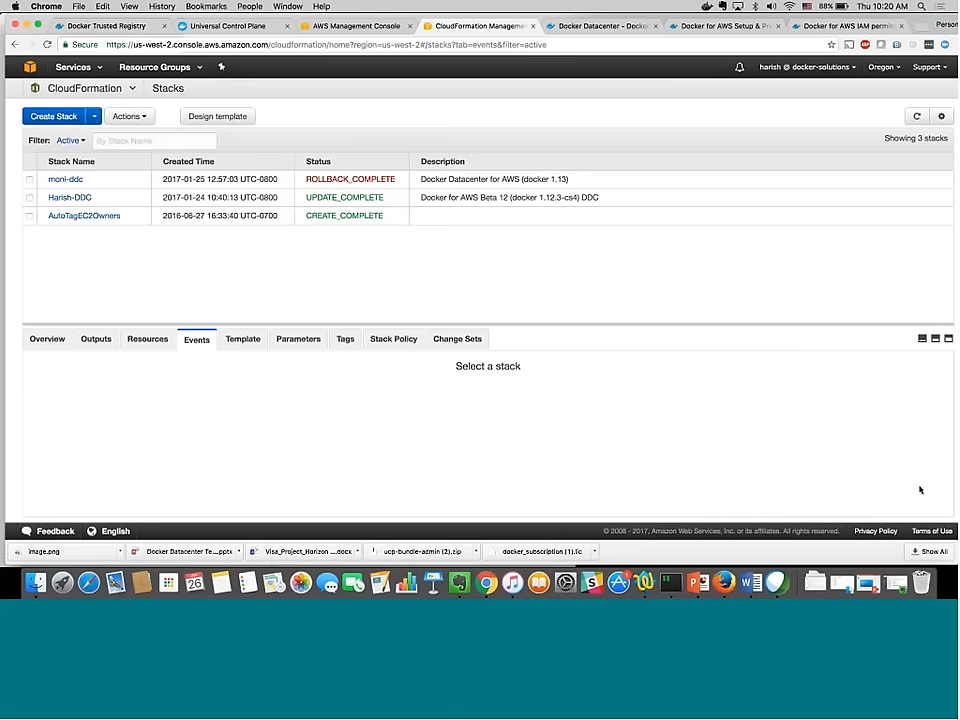 Chrome File Edit View History Bookmarks People Window Help 88% Thu 10:20 AM
Docker Trusted Registry Universal Control Plane AWS Management Console CloudFormation Manageme Docker Datacenter - Docke Docker for AWS Setup & Pr Docker for AWS IAM permis Person
Secure https://us-west-2.console.aws.amazon.com/cloudformation/home?region=us-west-2#/stacks?tab=events&filter=active
Services Resource Groups harish @ docker-solutions Oregon Support
CloudFormation Stacks
Create Stack Actions Design template
Filter: Active By Stack Name Showing 3 stacks
Stack Name Created Time Status Description
moni-ddc 2017-01-25 12:57:03 UTC-0800 ROLLBACK_COMPLETE Docker Datacenter for AWS (docker 1.13)
Harish-DDC 2017-01-24 10:40:13 UTC-0800 UPDATE_COMPLETE Docker for AWS Beta 12 (docker 1.12.3-cs4) DDC
AutoTagEC2Owners 2016-06-27 16:33:40 UTC-0700 CREATE_COMPLETE
Overview Outputs Resources Events Template Parameters Tags Stack Policy Change Sets
Select a stack
Feedback English © 2008 - 2017, Amazon Web Services, Inc. or its affiliates. All rights reserved. Privacy Policy Terms of Use
image.png Docker Datacenter Te....pptx Visa_Project_Horizon ....docx ucp-bundle-admin (2).zip docker_subscription (1).lic Show All
26